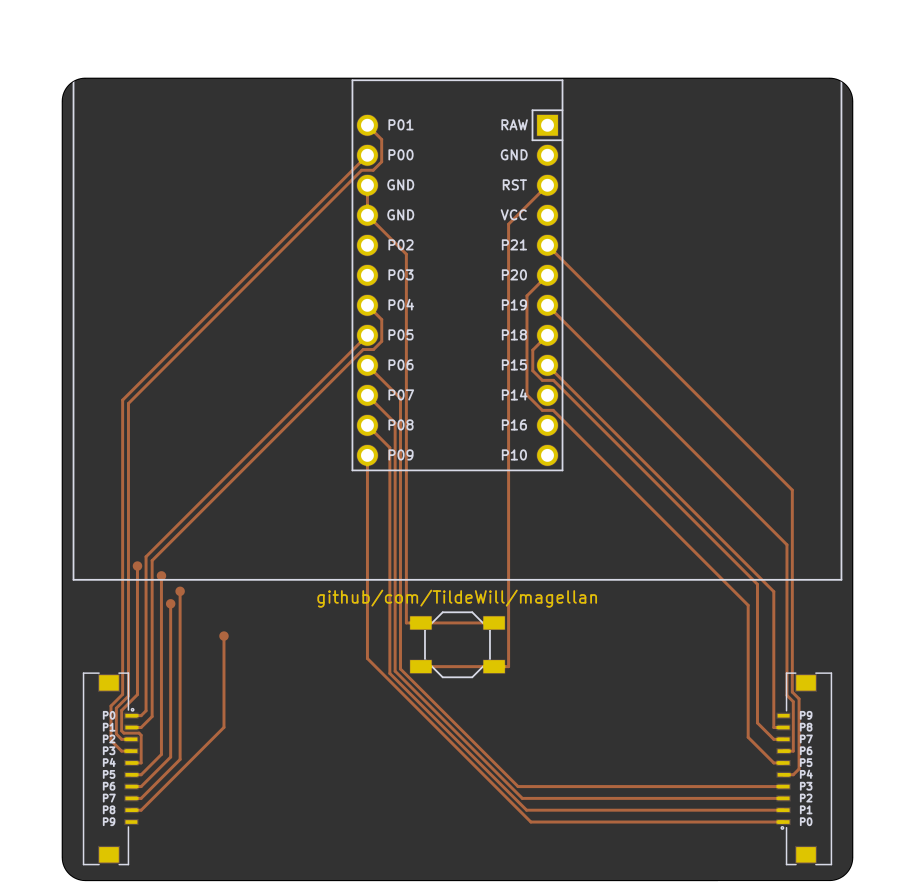 P01 RAW
P00 GND
GND RST
GND VCC
P02 P21
P03 P20
P04 P19
P05 P18
P06 P15
P07 P14
P08 P16
P09 P10
github/com/TildeWill/magellan
P0 P9
P1 P8
P2 P7
P3 P6
P4 P5
P5 P4
P6 P3
P7 P2
P8 P1
P9 P0